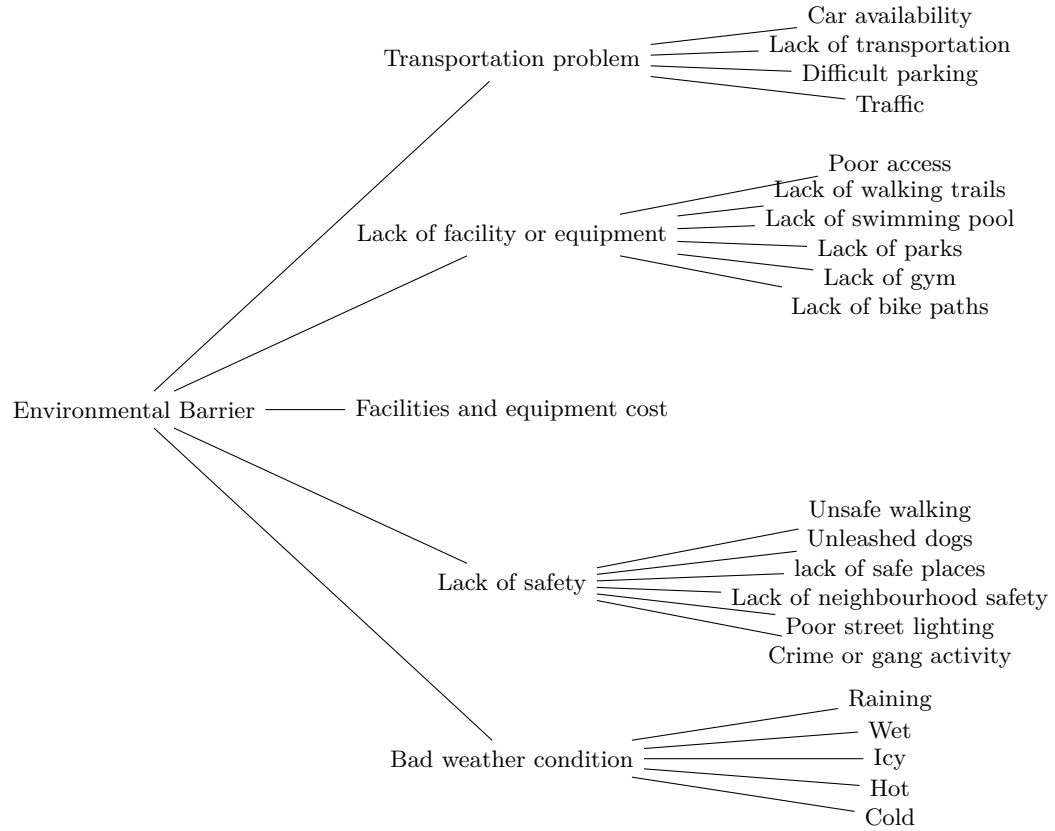 Car availability
Transportation problem
Lack of transportation
Difficult parking
Traffic
Poor access
Lack of walking trails
Lack of swimming pool
Lack of facility or equipment
Lack of parks
Lack of gym
Lack of bike paths
Environmental Barrier
Facilities and equipment cost
Unsafe walking
Unleashed dogs
lack of safe places
Lack of safety
Lack of neighbourhood safety
Poor street lighting
Crime or gang activity
Raining
Wet
Icy
Bad weather condition
Hot
Cold